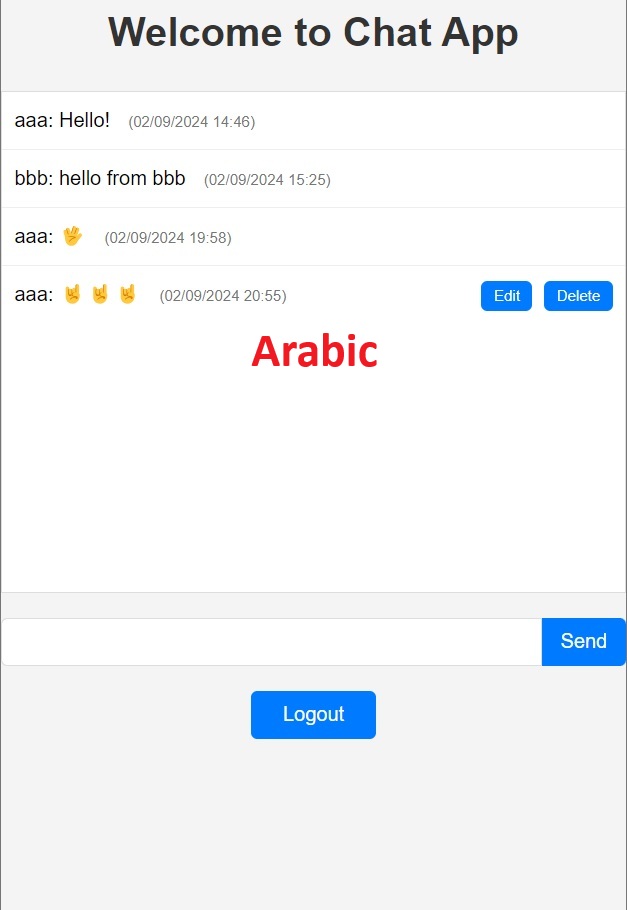 Welcome to Chat App
aaa: Hello! (02/09/2024 14:46)
bbb: hello from bbb (02/09/2024 15:25)
aaa: 🖖 (02/09/2024 19:58)
aaa: 🤘 🤘 🤘 (02/09/2024 20:55) Edit Delete
Arabic
Send
Logout